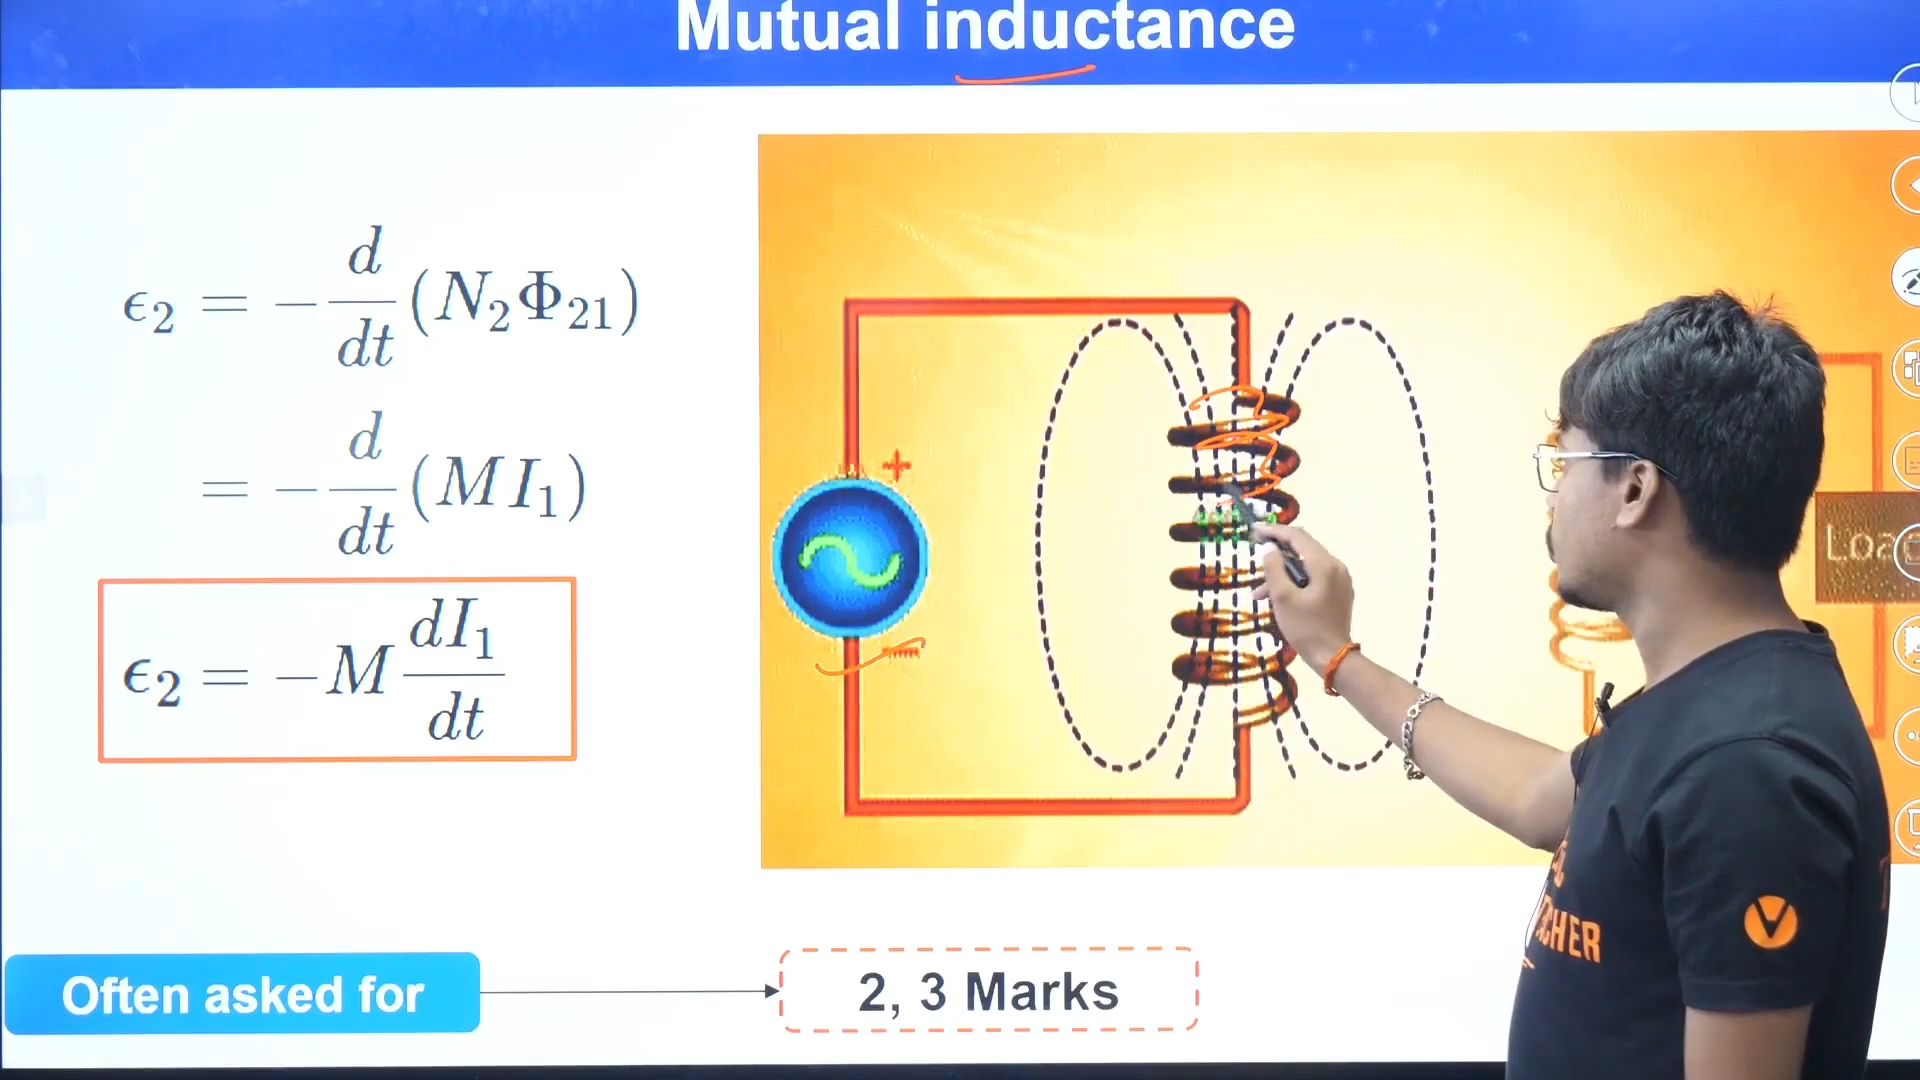 Mutual inductance
ϵ₂ = −d/dt (N₂Φ₂₁)
= −d/dt (MI₁)
ϵ₂ = −M dI₁/dt
+
−
Often asked for
2, 3 Marks